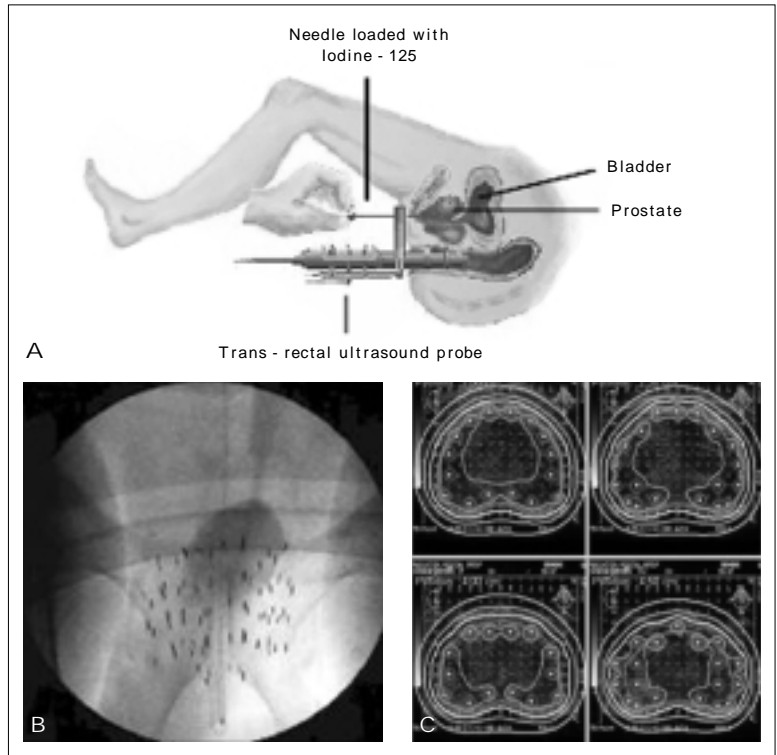 Needle loaded with
Iodine - 125
Bladder
Prostate
Trans - rectal ultrasound probe
A
B
C